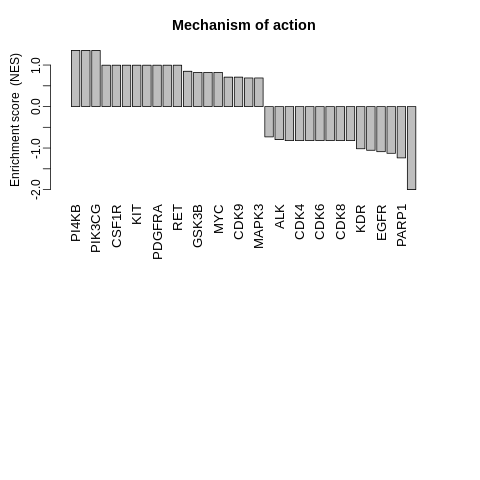 Mechanism of action
Enrichment score (NES)
1.0
0.0
-1.0
-2.0
PI4KB
PIK3CG
CSF1R
KIT
PDGFRA
RET
GSK3B
MYC
CDK9
MAPK3
ALK
CDK4
CDK6
CDK8
KDR
EGFR
PARP1